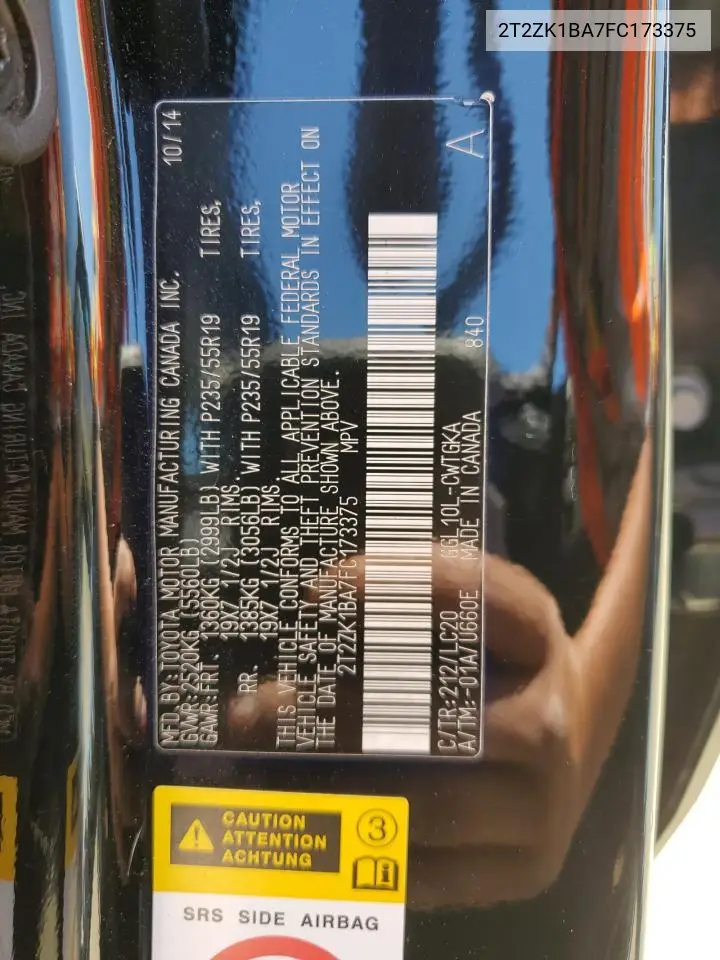 2T2ZK1BA7FC173375
MFD.BY:TOYOTA MOTOR MANUFACTURING CANADA INC. 10/14
GVWR:2520KG(5560LB)
GAWR:FRT. 1360KG (2999LB) WITH P235/55R19 TIRES,
19X7 1/2J RIMS.
RR. 1385KG (3056LB).WITH P235/55R19 TIRES,
19X7 1/2J RIMS.
THIS VEHICLE CONFORMS TO ALL APPLICABLE FEDERAL MOTOR
VEHICLE SAFETY AND THEFT PREVENTION STANDARDS IN EFFECT ON
THE DATE OF MANUFACTURE SHOWN ABOVE.
2T2ZK1BA7FC173375 MPV
C/TR:212/LC20 GGL10L-CWTGKA 840 A
A/TM:-01A/U660E MADE IN CANADA
CAUTION
ATTENTION
ACHTUNG
3
SRS SIDE AIRBAG